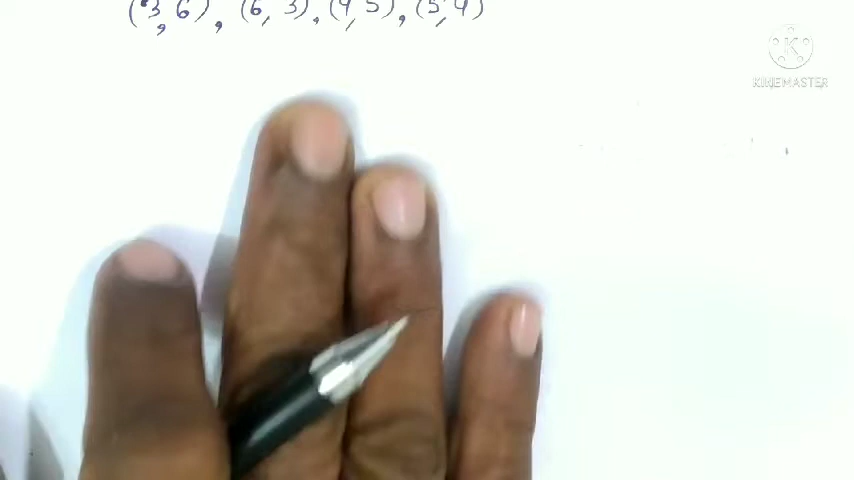 (3, 6), (6, 3), (4, 5), (5, 4)
K
KINEMASTER